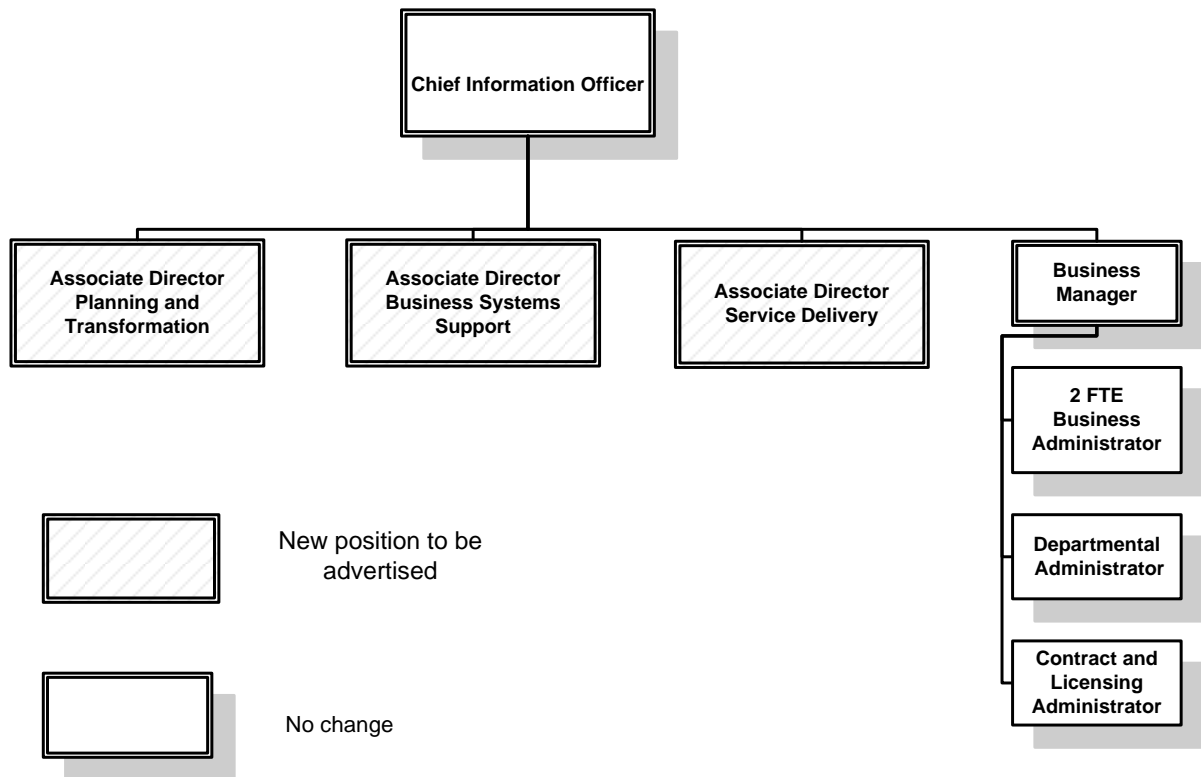 Chief Information Officer
Associate Director
Planning and
Transformation
Associate Director
Business Systems
Support
Associate Director
Service Delivery
Business
Manager
2 FTE
Business
Administrator
Departmental
Administrator
Contract and
Licensing
Administrator
New position to be
advertised
No change